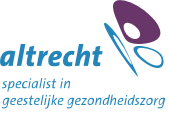 altrecht
specialist in
geestelijke gezondheidszorg